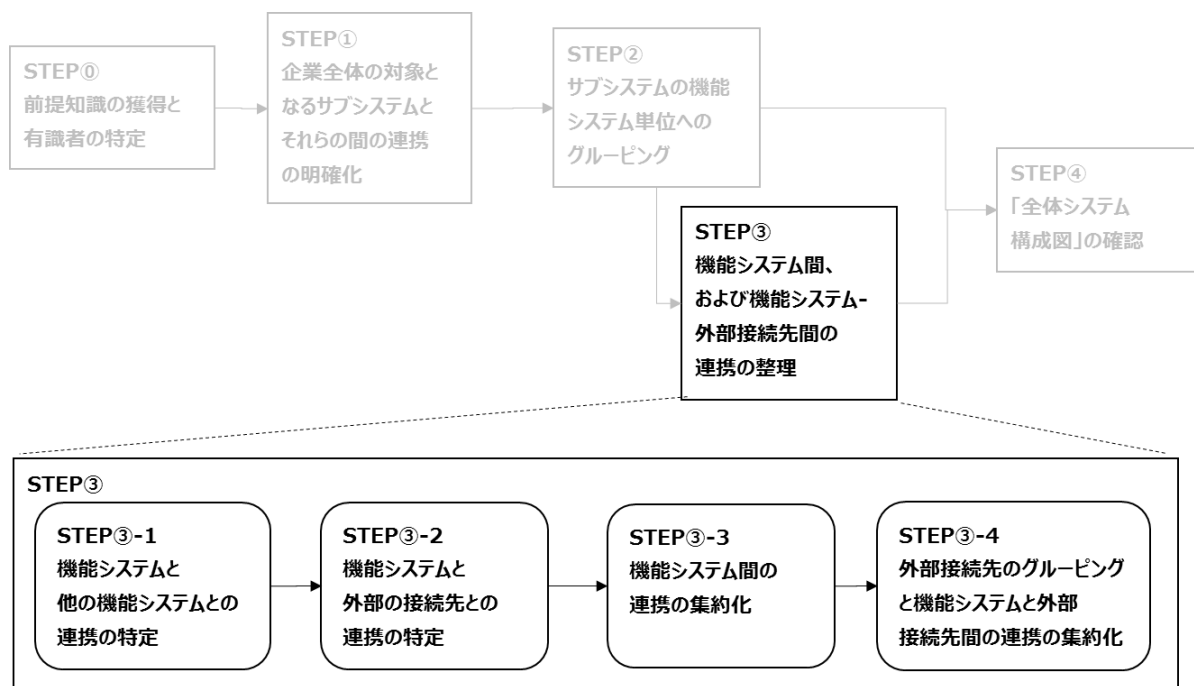 STEP⓪
前提知識の獲得と
有識者の特定
STEP①
企業全体の対象と
なるサブシステムと
それらの間の連携
の明確化
STEP②
サブシステムの機能
システム単位への
グルーピング
STEP③
機能システム間、
および機能システム-
外部接続先間の
連携の整理
STEP④
「全体システム
構成図」の確認
STEP③
STEP③-1
機能システムと
他の機能システムとの
連携の特定
STEP③-2
機能システムと
外部の接続先との
連携の特定
STEP③-3
機能システム間の
連携の集約化
STEP③-4
外部接続先のグルーピング
と機能システムと外部
接続先間の連携の集約化